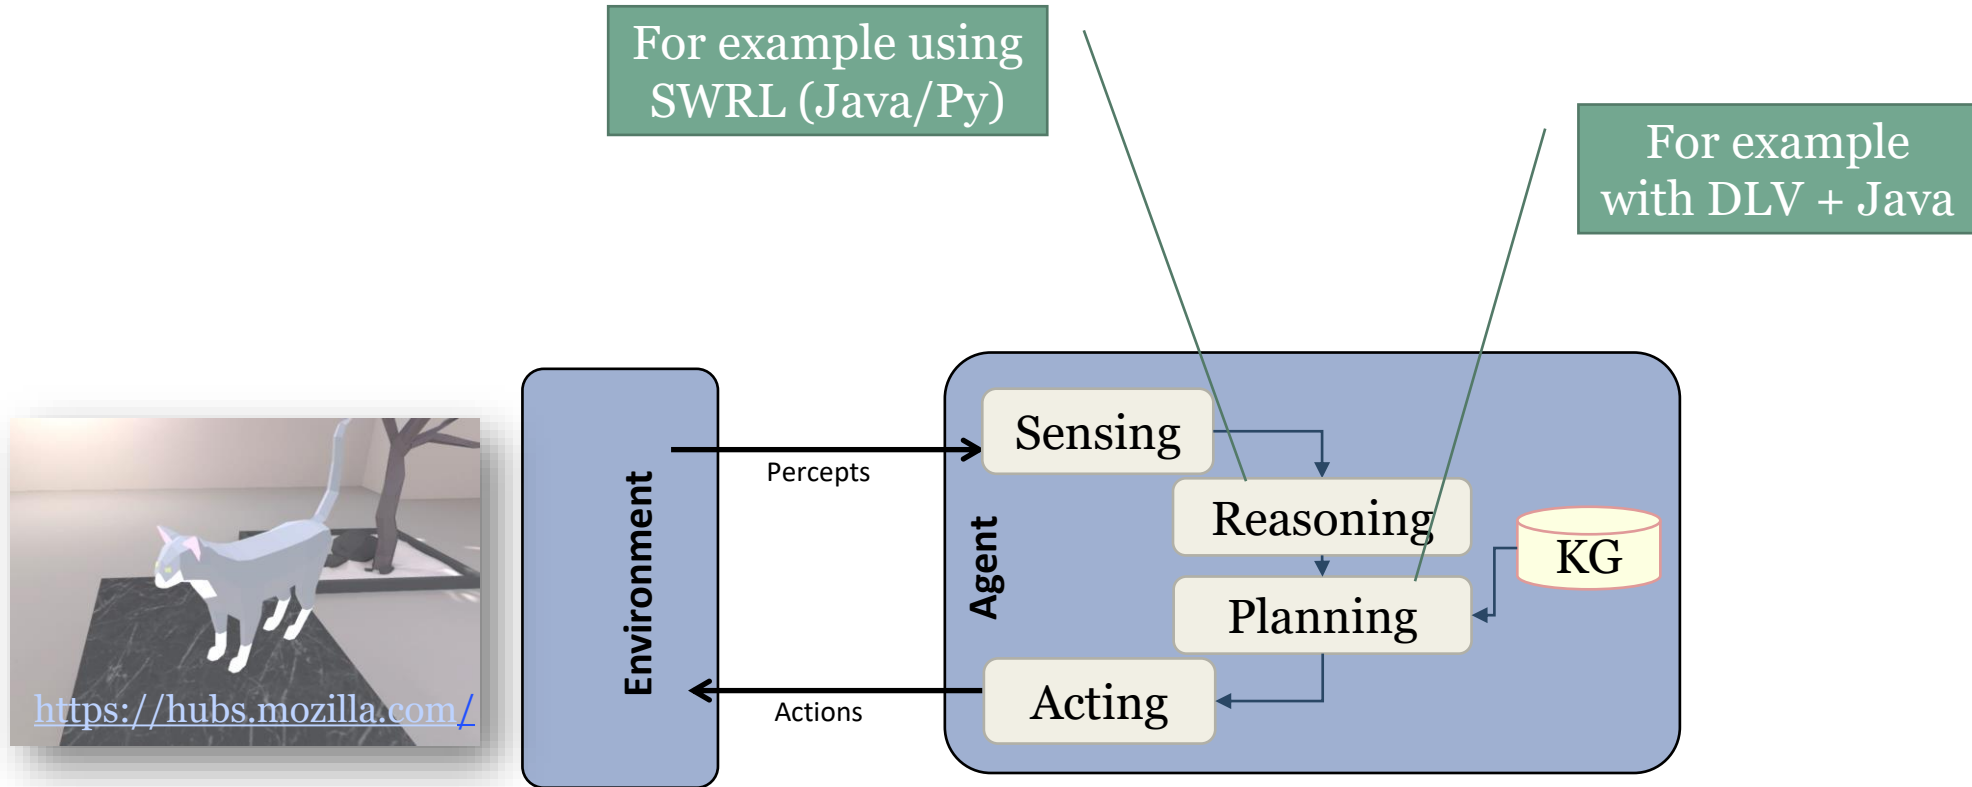 For example using
SWRL (Java/Py)
For example
with DLV + Java
Sensing
Percepts
Reasoning
KG
Environment
Agent
Planning
Acting
Actions
https://hubs.mozilla.com/